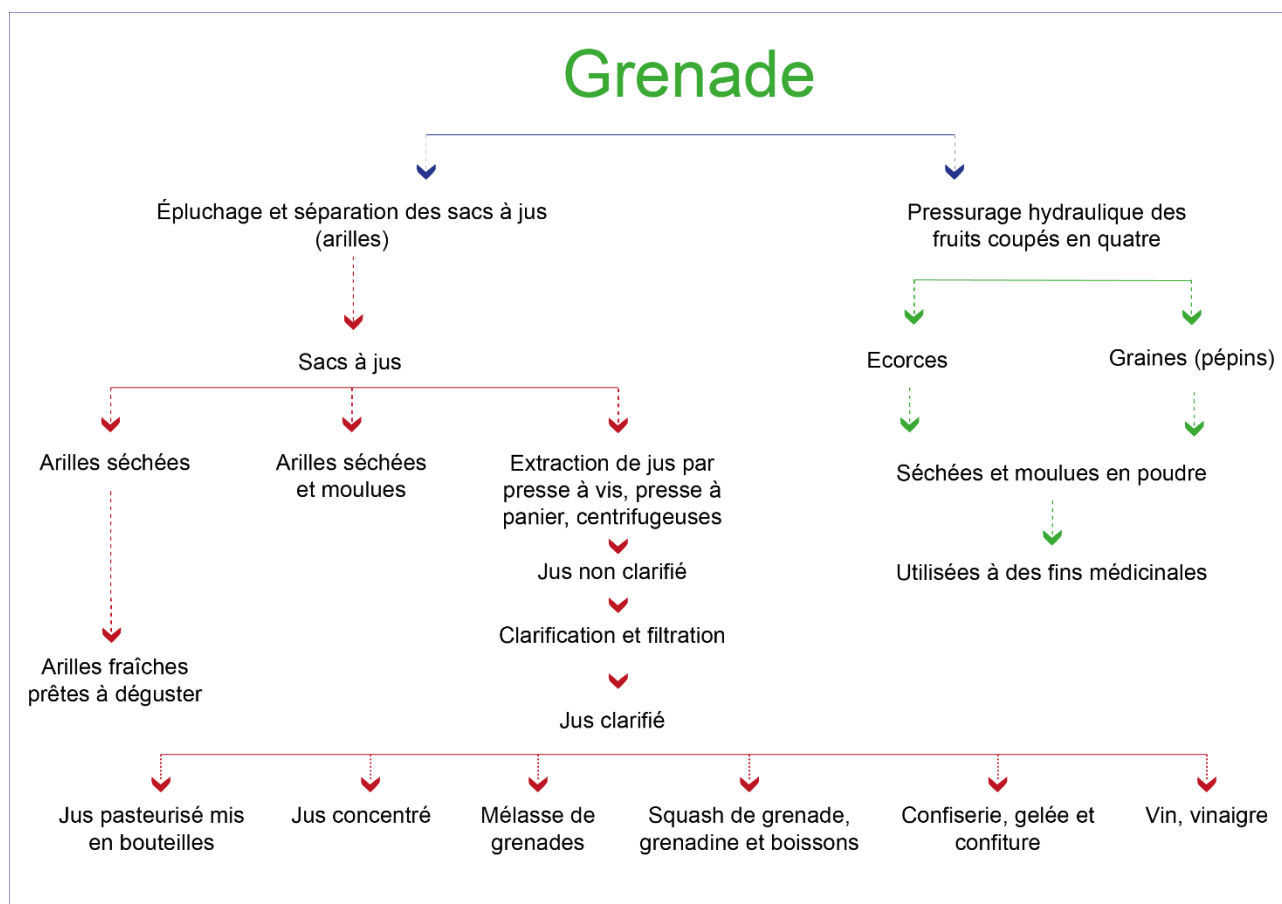 Grenade
Épluchage et séparation des sacs à jus
(arilles)
Pressurage hydraulique des
fruits coupés en quatre
Sacs à jus
Ecorces
Graines (pépins)
Arilles séchées
Arilles séchées
et moulues
Extraction de jus par
presse à vis, presse à
panier, centrifugeuses
Séchées et moulues en poudre
Jus non clarifié
Utilisées à des fins médicinales
Clarification et filtration
Arilles fraîches
prêtes à déguster
Jus clarifié
Jus pasteurisé mis
en bouteilles
Jus concentré
Mélasse de
grenades
Squash de grenade,
grenadine et boissons
Confiserie, gelée et
confiture
Vin, vinaigre